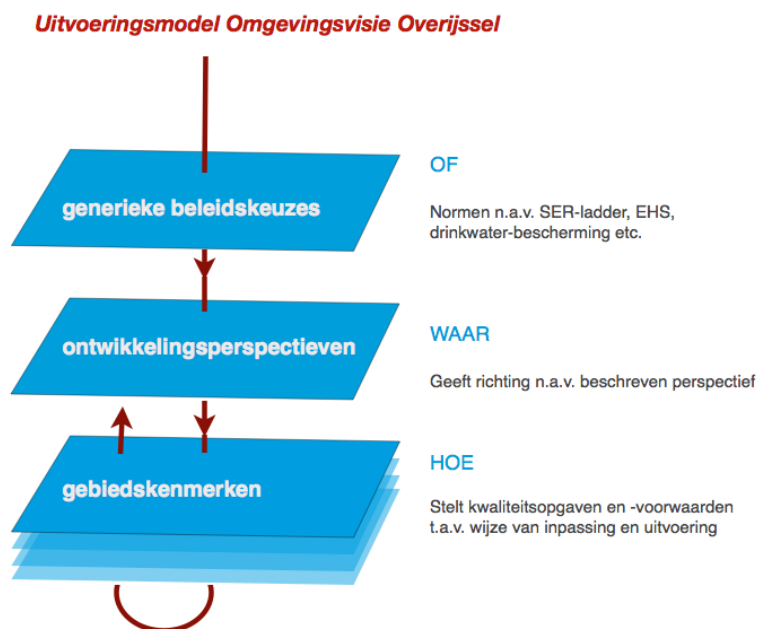 Uitvoeringsmodel Omgevingsvisie Overijssel
generieke beleidskeuzes
OF
Normen n.a.v. SER-ladder, EHS,
drinkwater-bescherming etc.
ontwikkelingsperspectieven
WAAR
Geeft richting n.a.v. beschreven perspectief
gebiedskenmerken
HOE
Stelt kwaliteitsopgaven en -voorwaarden
t.a.v. wijze van inpassing en uitvoering